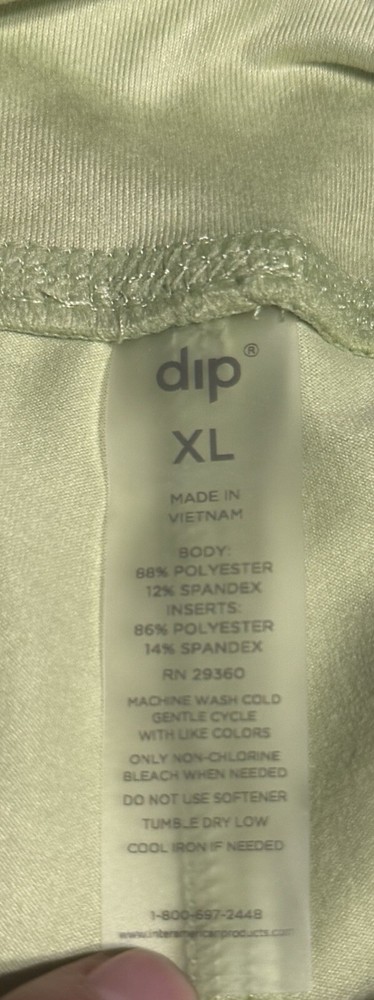 dip®
XL
MADE IN
VIETNAM
BODY:
88% POLYESTER
12% SPANDEX
INSERTS:
86% POLYESTER
14% SPANDEX
RN 29360
MACHINE WASH COLD
GENTLE CYCLE
WITH LIKE COLORS
ONLY NON-CHLORINE
BLEACH WHEN NEEDED
DO NOT USE SOFTENER
TUMBLE DRY LOW
COOL IRON IF NEEDED
1-800-697-2448
www.interamericanproducts.com